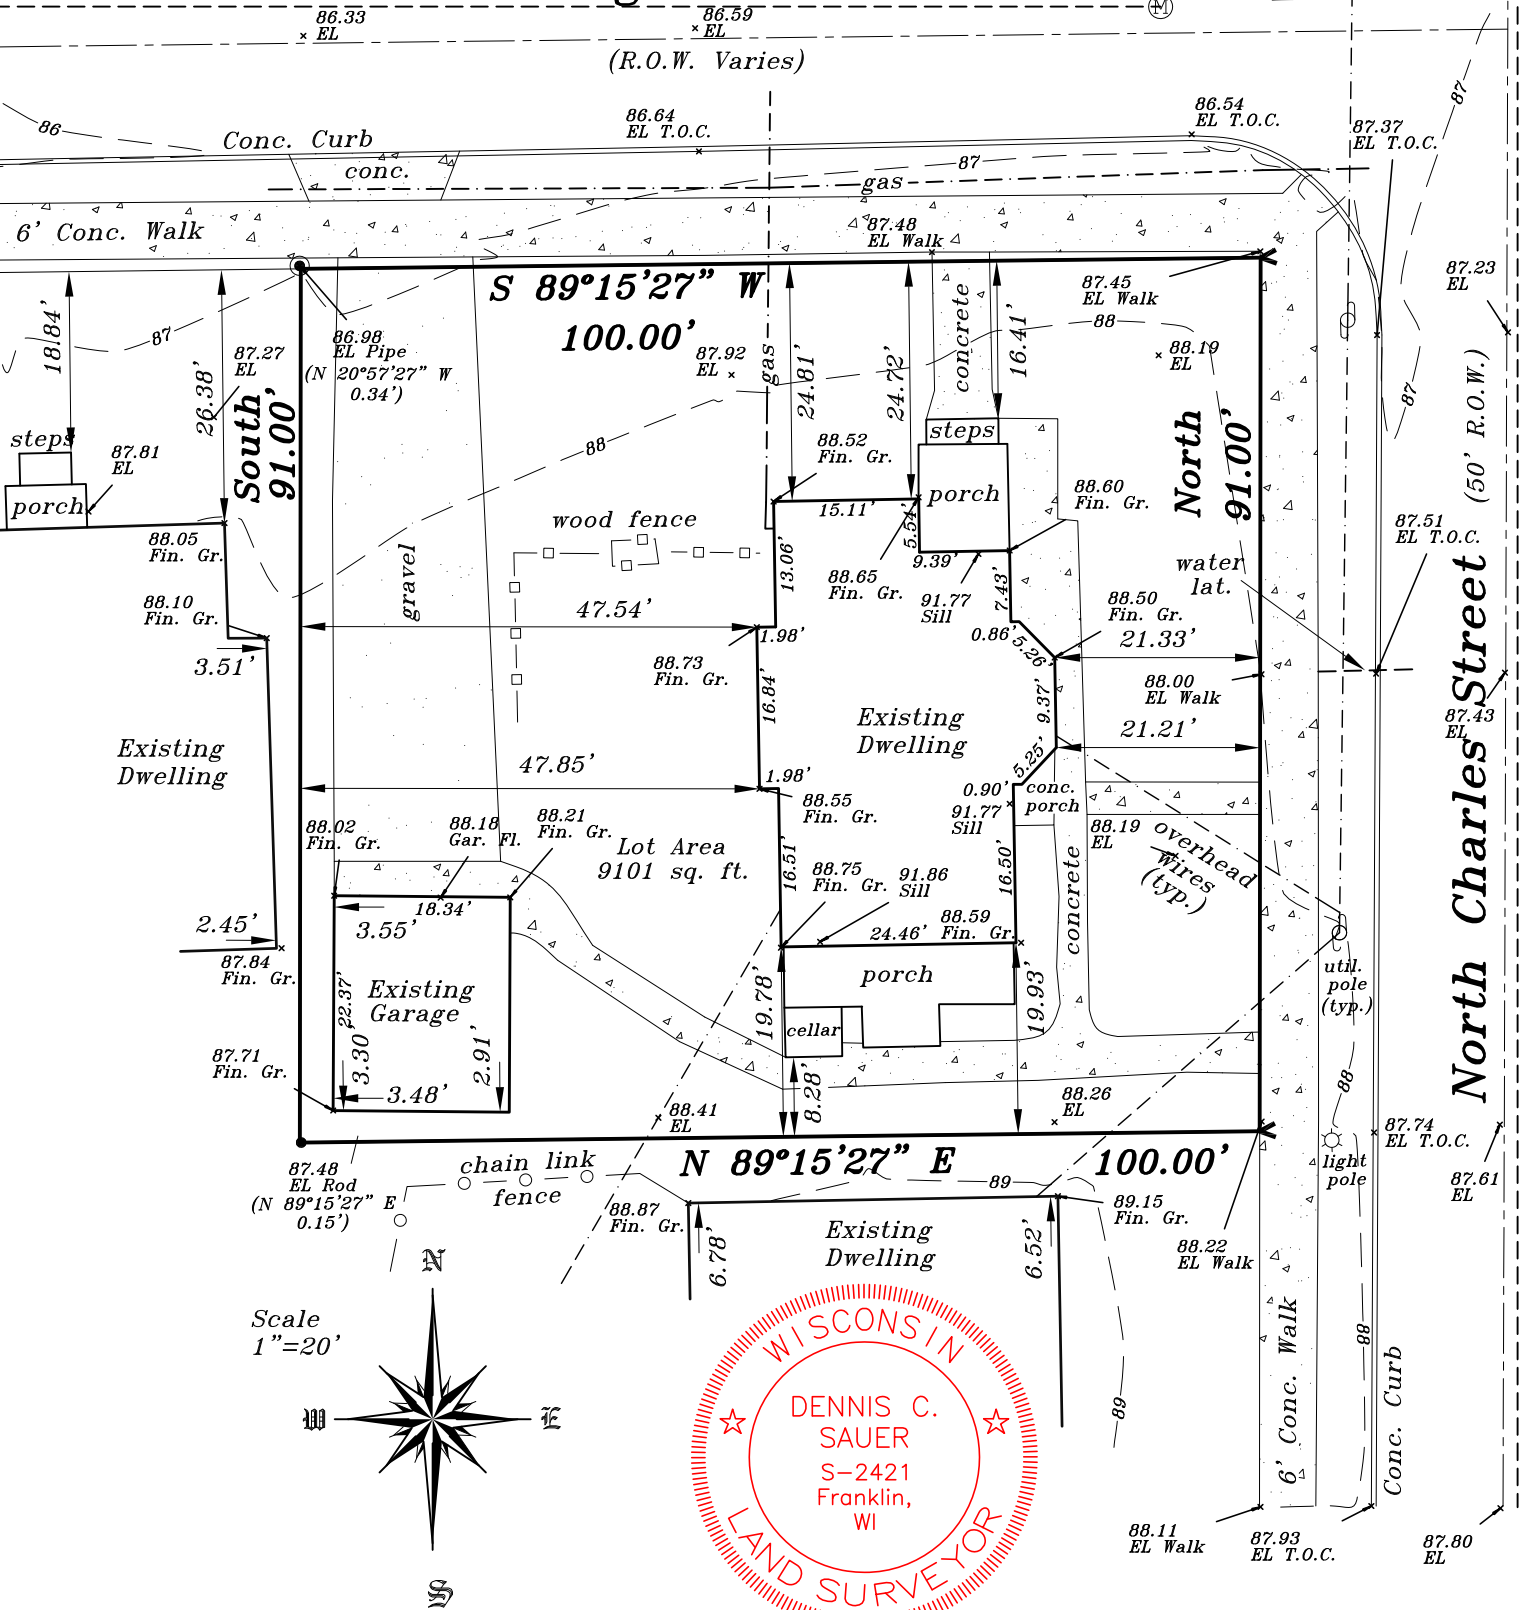 86.33
EL
86.59
EL
M
(R.O.W. Varies)
86
86.64
EL T.O.C.
86.54
EL T.O.C.
87
87.37
EL T.O.C.
Conc. Curb
conc.
87
gas
6' Conc. Walk
87.48
EL Walk
S 89°15'27" W
100.00'
87.45
EL Walk
87.23
EL
18.84'
87
26.38'
87.27
EL
South
91.00'
86.98
EL Pipe
(N 20°57'27" W
0.34')
87.92
EL
gas
24.81'
24.72'
concrete
16.41'
88
88.19
EL
87
(50' R.O.W.)
steps
porch
87.81
EL
88
88.52
Fin. Gr.
steps
porch
North
91.00'
15.11'
5.54'
9.39'
88.60
Fin. Gr.
87.51
EL T.O.C.
88.05
Fin. Gr.
wood fence
gravel
13.06'
88.65
Fin. Gr.
91.77
Sill
7.43'
water
lat.
88.10
Fin. Gr.
3.51'
47.54'
1.98'
88.73
Fin. Gr.
0.86'
5.26'
88.50
Fin. Gr.
21.33'
88.00
EL Walk
North Charles Street
87.43
EL
16.84'
9.37'
Existing
Dwelling
Existing
Dwelling
21.21'
47.85'
1.98'
5.25'
88.55
Fin. Gr.
0.90'
conc.
porch
91.77
Sill
88.02
Fin. Gr.
88.18
Gar. Fl.
88.21
Fin. Gr.
Lot Area
9101 sq. ft.
88.19
EL
overhead
wires
(typ.)
16.51'
88.75
Fin. Gr.
91.86
Sill
16.50'
18.34'
3.55'
24.46'
88.59
Fin. Gr.
concrete
2.45'
87.84
Fin. Gr.
22.37'
Existing
Garage
19.78'
porch
cellar
19.93'
util.
pole
(typ.)
87.71
Fin. Gr.
3.30'
3.48'
2.91'
8.28'
88.41
EL
88.26
EL
88
87.74
EL T.O.C.
N 89°15'27" E
100.00'
87.48
EL Rod
(N 89°15'27" E
0.15')
chain link
fence
light
pole
87.61
EL
89
88.87
Fin. Gr.
6.78'
Existing
Dwelling
6.52'
89.15
Fin. Gr.
88.22
EL Walk
N
Scale
1"=20'
W
E
S
89
6' Conc. Walk
88
Conc. Curb
WISCONSIN
DENNIS C.
SAUER
S-2421
Franklin,
WI
LAND SURVEYOR
88.11
EL Walk
87.93
EL T.O.C.
87.80
EL